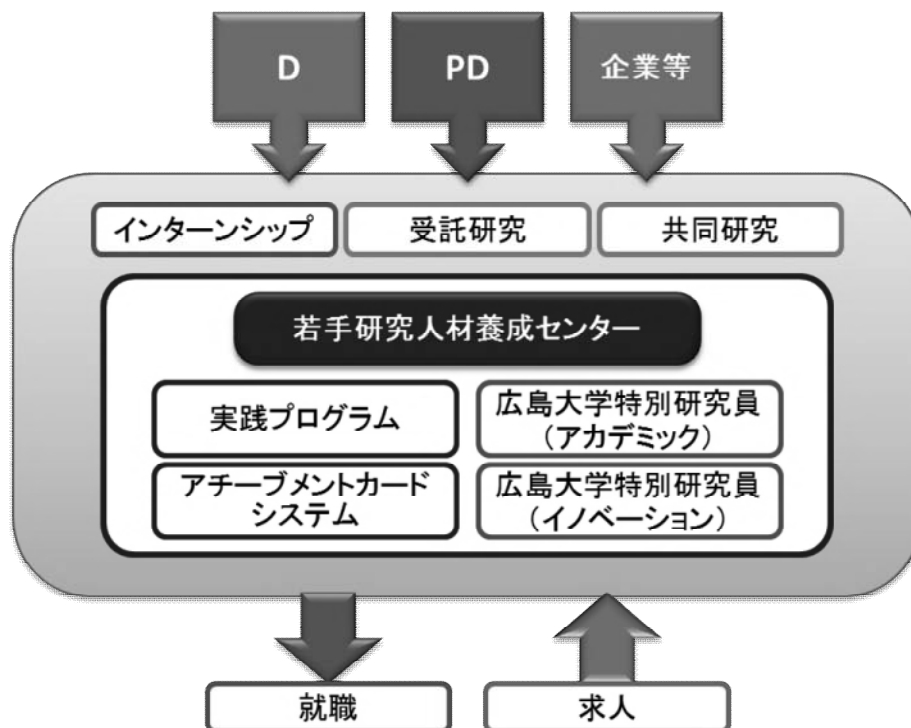 D
PD
企業等
インターンシップ
受託研究
共同研究
若手研究人材養成センター
実践プログラム
広島大学特別研究員
(アカデミック)
アチーブメントカード
システム
広島大学特別研究員
(イノベーション)
就職
求人